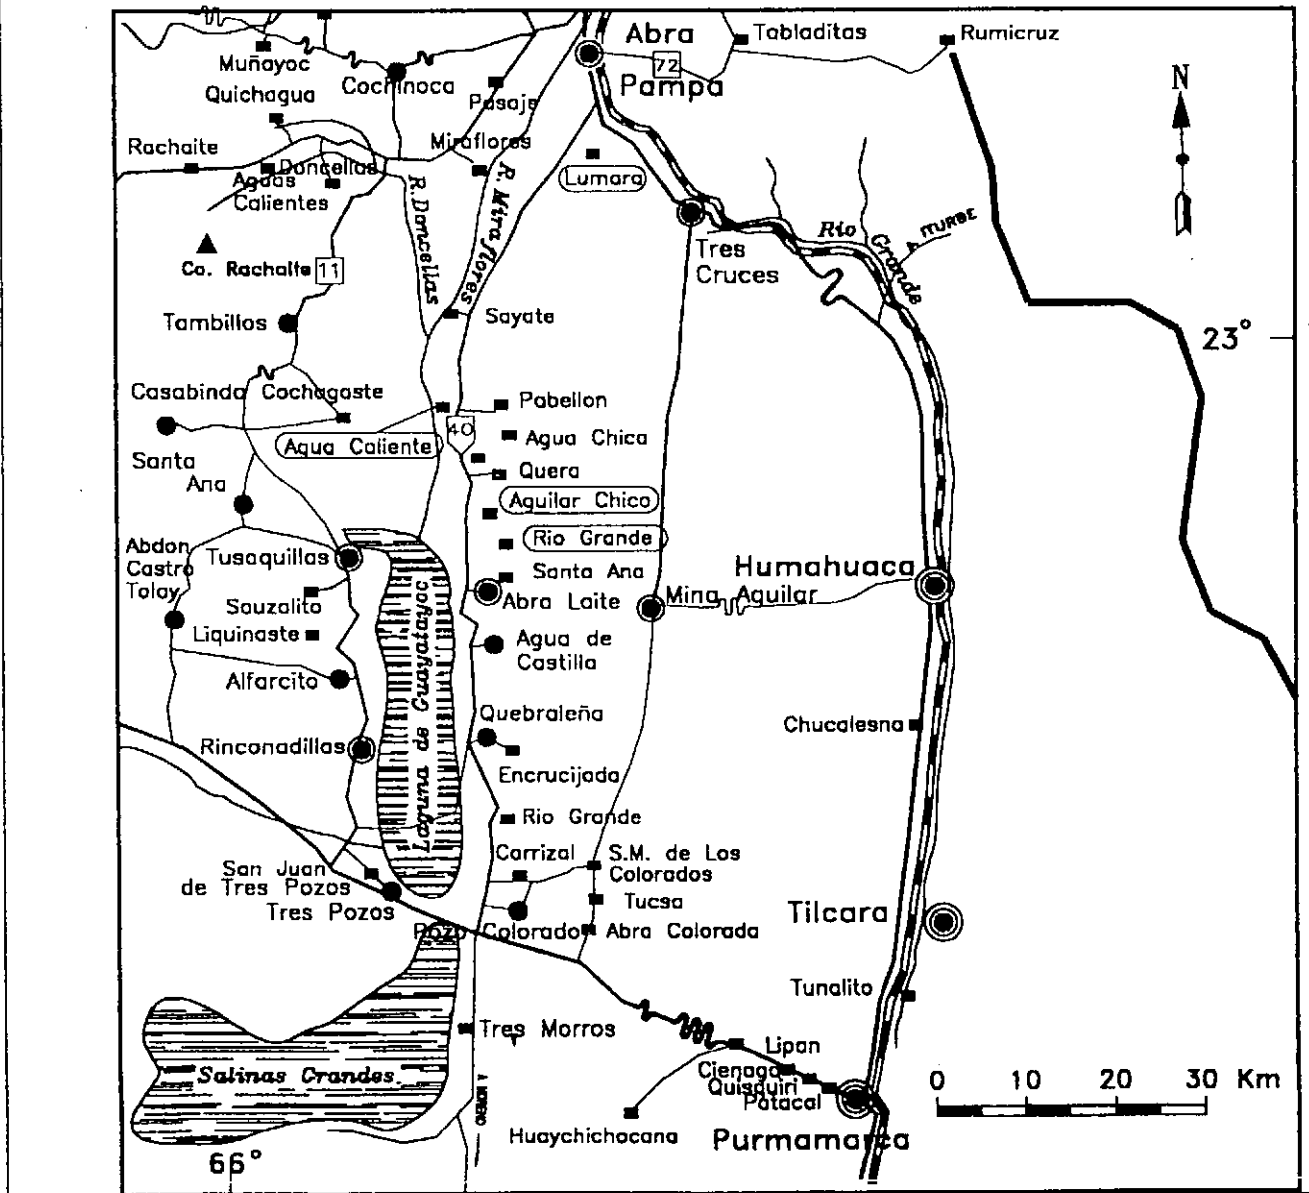 Abra
Pampa
Tabladitas
Rumicruz
72
Muñayoc
Quichagua
Cochinoca
Pasaje
N
Rachaite
Miraflores
Doncellas
Aguas
Calientes
R. Doncellas
R. Miraflores
Lumara
Co. Rachaite
11
Tres
Cruces
Rio Grande
A ITURBE
Tambillos
Sayate
23°
Casabindo
Cochagaste
Pabellon
40
Agua Caliente
Agua Chica
Santa
Ana
Quera
Aguilar Chico
Rio Grande
Abdon
Castro
Tolay
Tusaquillas
Santa Ana
Humahuaca
Sauzalito
Abra Laite
Mina Aguilar
Liquinaste
Agua de
Castilla
Laguna de Guayatayoc
Alfarcito
Quebraleña
Chucalesna
Rinconadillas
Encrucijada
Rio Grande
Carrizal
S.M. de Los
Colorados
San Juan
de Tres Pozos
Tres Pozos
Tucsa
Tilcara
Pozo Colorado
Abra Colorada
Tunalito
Tres Morros
Lipan
Salinas Grandes
Cienaga
Quisquiri
Patacal
A MORENO
0 10 20 30 Km
Huaychichocana
Purmamarca
66°